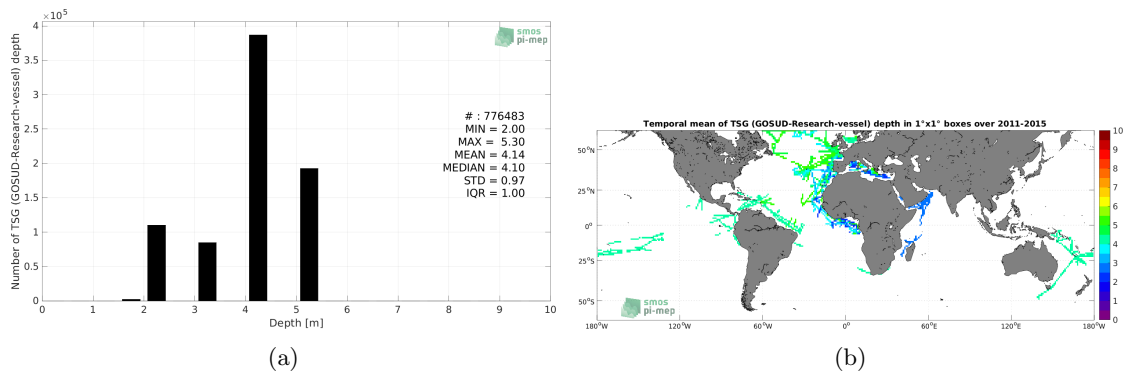 ×10⁵
4
3.5
3
2.5
2
1.5
1
0.5
0
Number of TSG (GOSUD-Research-vessel) depth
smos
pi-mep
# : 776483
MIN = 2.00
MAX = 5.30
MEAN = 4.14
MEDIAN = 4.10
STD = 0.97
IQR = 1.00
0 1 2 3 4 5 6 7 8 9 10
Depth [m]
(a)
Temporal mean of TSG (GOSUD-Research-vessel) depth in 1°x1° boxes over 2011-2015
50°N
25°N
0°
25°S
50°S
smos
pi-mep
180°W 120°W 60°W 0° 60°E 120°E 180°E
10
9
8
7
6
5
4
3
2
1
0
(b)